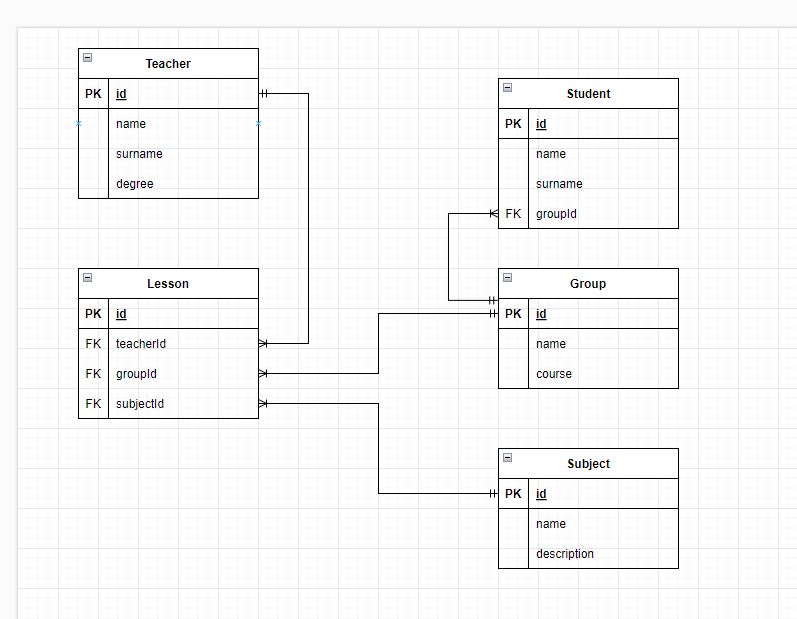 Teacher
PK id
name
surname
degree
Student
PK id
name
surname
FK groupId
Lesson
PK id
FK teacherId
FK groupId
FK subjectId
Group
PK id
name
course
Subject
PK id
name
description